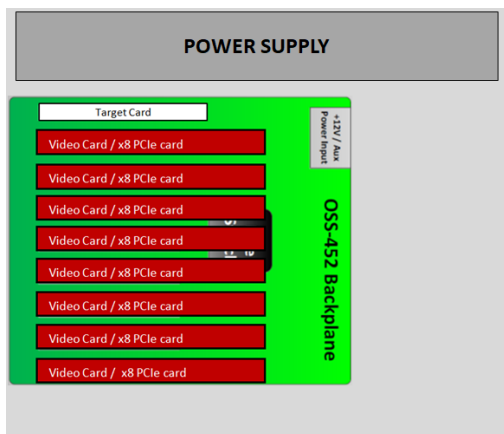 POWER SUPPLY
Target Card
+12V / Aux
Power Input
Video Card / x8 PCIe card
Video Card / x8 PCIe card
Video Card / x8 PCIe card
Video Card / x8 PCIe card
Video Card / x8 PCIe card
Video Card / x8 PCIe card
Video Card / x8 PCIe card
Video Card /  x8 PCIe card
OSS-452 Backplane